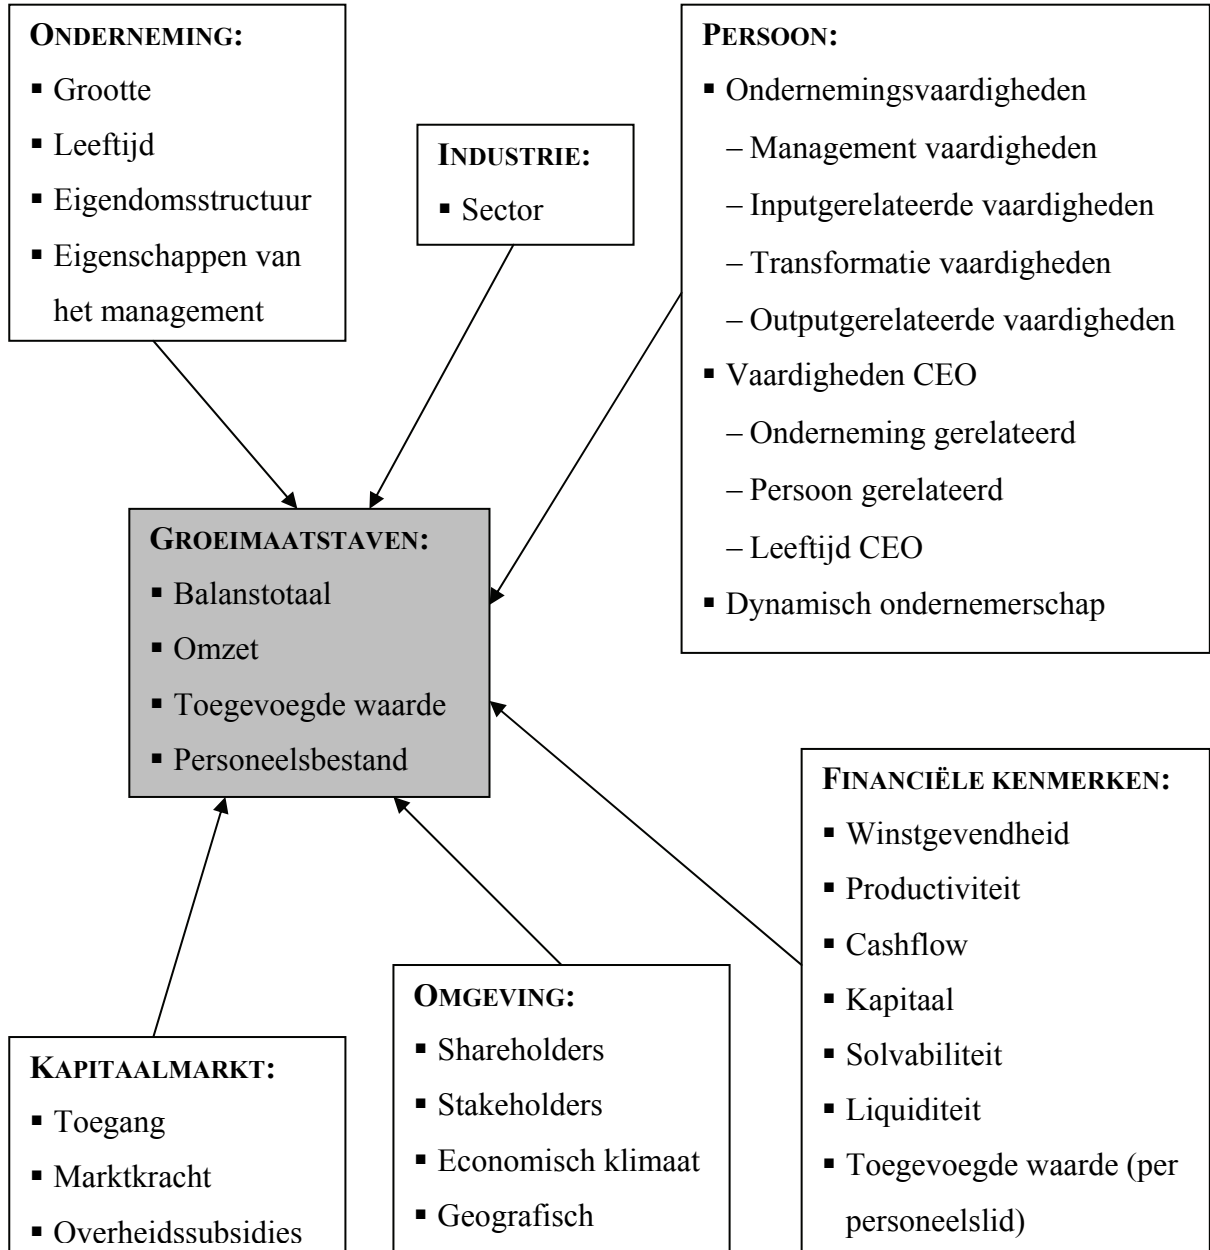 ONDERNEMING:
▪ Grootte
▪ Leeftijd
▪ Eigendomsstructuur
▪ Eigenschappen van
het management
INDUSTRIE:
▪ Sector
PERSOON:
▪ Ondernemingsvaardigheden
– Management vaardigheden
– Inputgerelateerde vaardigheden
– Transformatie vaardigheden
– Outputgerelateerde vaardigheden
▪ Vaardigheden CEO
– Onderneming gerelateerd
– Persoon gerelateerd
– Leeftijd CEO
▪ Dynamisch ondernemerschap
GROEIMAATSTAVEN:
▪ Balanstotaal
▪ Omzet
▪ Toegevoegde waarde
▪ Personeelsbestand
KAPITAALMARKT:
▪ Toegang
▪ Marktkracht
▪ Overheidssubsidies
OMGEVING:
▪ Shareholders
▪ Stakeholders
▪ Economisch klimaat
▪ Geografisch
FINANCIËLE KENMERKEN:
▪ Winstgevendheid
▪ Productiviteit
▪ Cashflow
▪ Kapitaal
▪ Solvabiliteit
▪ Liquiditeit
▪ Toegevoegde waarde (per
personeelslid)